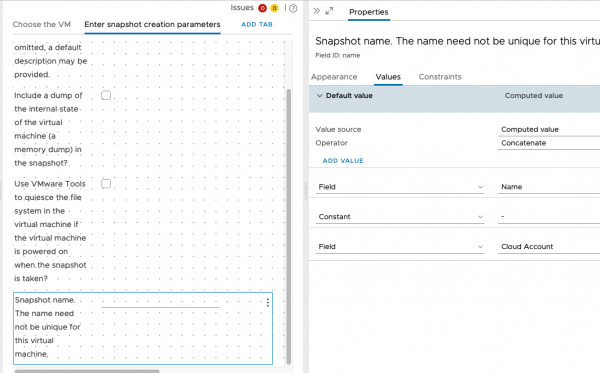 Issues 0 0
Choose the VM Enter snapshot creation parameters ADD TAB
omitted, a default
description may be
provided.
Include a dump of
the internal state
of the virtual
machine (a
memory dump) in
the snapshot?
Use VMware Tools
to quiesce the file
system in the
virtual machine if
the virtual machine
is powered on
when the snapshot
is taken?
Snapshot name.
The name need
not be unique for
this virtual
machine.
Properties
Snapshot name. The name need not be unique for this virtu
Field ID: name
Appearance Values Constraints
Default value Computed value
Value source Computed value
Operator Concatenate
ADD VALUE
Field Name
Constant -
Field Cloud Account